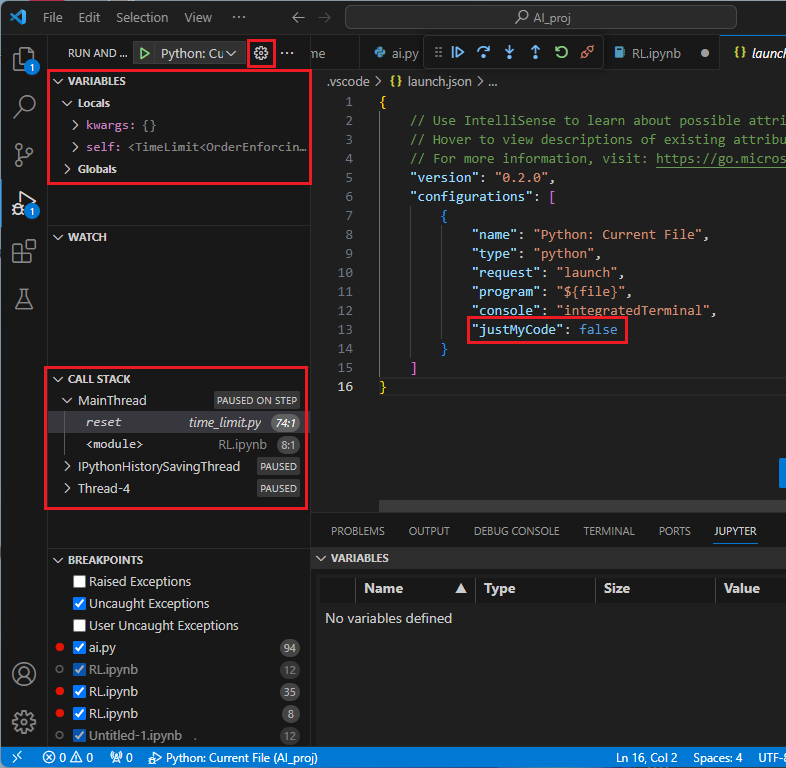 File Edit Selection View ··· AI_proj
1
RUN AND ... Python: Cu ···
me ai.py RL.ipynb launch
.vscode > {} launch.json > ...
VARIABLES
Locals
kwargs: {}
self: <TimeLimit<OrderEnforcin...
Globals
WATCH
1
CALL STACK
MainThread PAUSED ON STEP
reset time_limit.py 74:1
<module> RL.ipynb 8:1
IPythonHistorySavingThread PAUSED
Thread-4 PAUSED
BREAKPOINTS
Raised Exceptions
Uncaught Exceptions
User Uncaught Exceptions
ai.py 94
RL.ipynb 12
RL.ipynb 35
RL.ipynb 8
Untitled-1.ipynb . 12
1 {
2 // Use IntelliSense to learn about possible attri
3 // Hover to view descriptions of existing attribu
4 // For more information, visit: https://go.micros
5 "version": "0.2.0",
6 "configurations": [
7 {
8 "name": "Python: Current File",
9 "type": "python",
10 "request": "launch",
11 "program": "${file}",
12 "console": "integratedTerminal",
13 "justMyCode": false
14 }
15 ]
16 }
PROBLEMS OUTPUT DEBUG CONSOLE TERMINAL PORTS JUPYTER
VARIABLES
Name Type Size Value
No variables defined
0 0 0 Python: Current File (AI_proj) Ln 16, Col 2 Spaces: 4 UTF-8